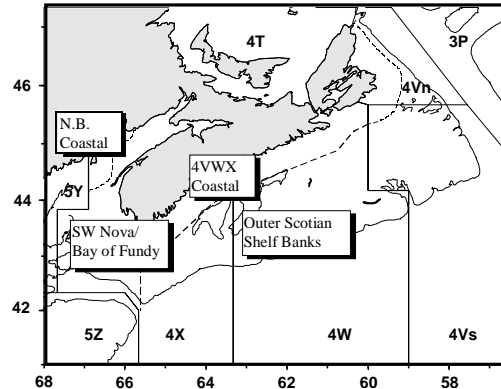 4T
3P
46
4Vn
N.B.
Coastal
4VWX
Coastal
5Y
44
SW Nova/
Bay of Fundy
Outer Scotian
Shelf Banks
42
5Z
4X
4W
4Vs
68
66
64
62
60
58